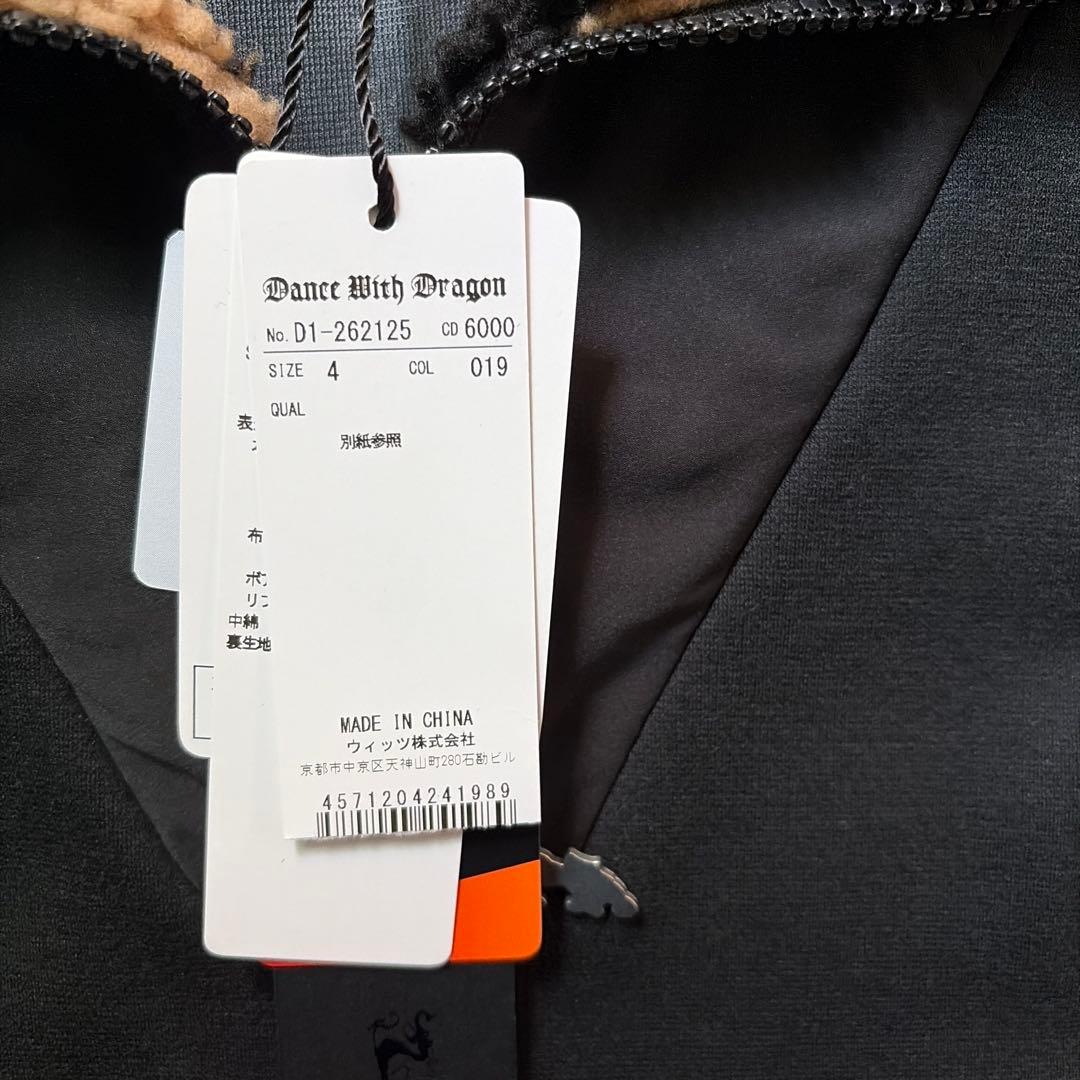 Dance With Dragon
No. D1-262125 CD 6000
SIZE 4 COL 019
QUAL
別紙参照
表
布
ボ
リ
中綿
裏生地
MADE IN CHINA
ウィッツ株式会社
京都市中京区天神山町280石勘ビル
4571204241989